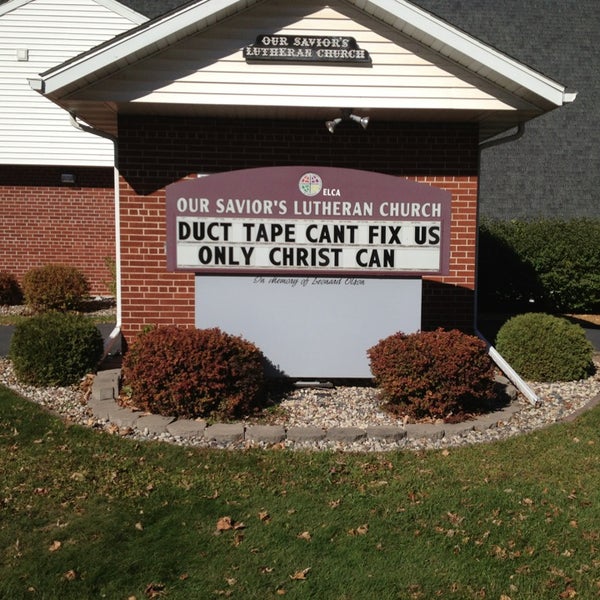 OUR SAVIOR'S
LUTHERAN CHURCH
ELCA
OUR SAVIOR'S LUTHERAN CHURCH
DUCT TAPE CANT FIX US
ONLY CHRIST CAN
In memory of Leonard Olson